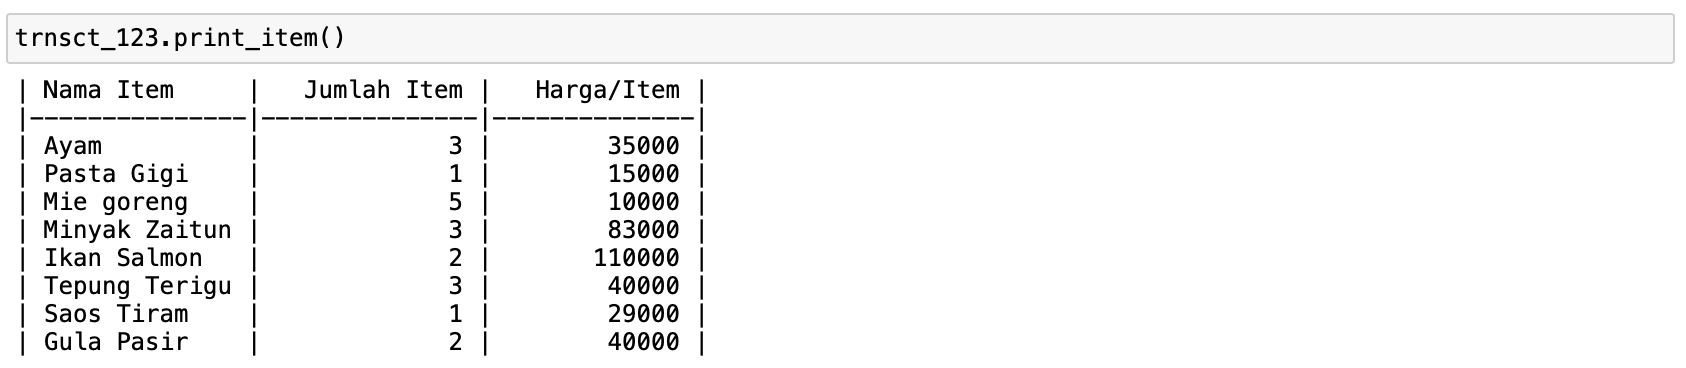 trnsct_123.print_item()
| Nama Item     |   Jumlah Item |   Harga/Item |
|---------------|---------------|--------------|
| Ayam          |             3 |        35000 |
| Pasta Gigi    |             1 |        15000 |
| Mie goreng    |             5 |        10000 |
| Minyak Zaitun |             3 |        83000 |
| Ikan Salmon   |             2 |       110000 |
| Tepung Terigu |             3 |        40000 |
| Saos Tiram    |             1 |        29000 |
| Gula Pasir    |             2 |        40000 |